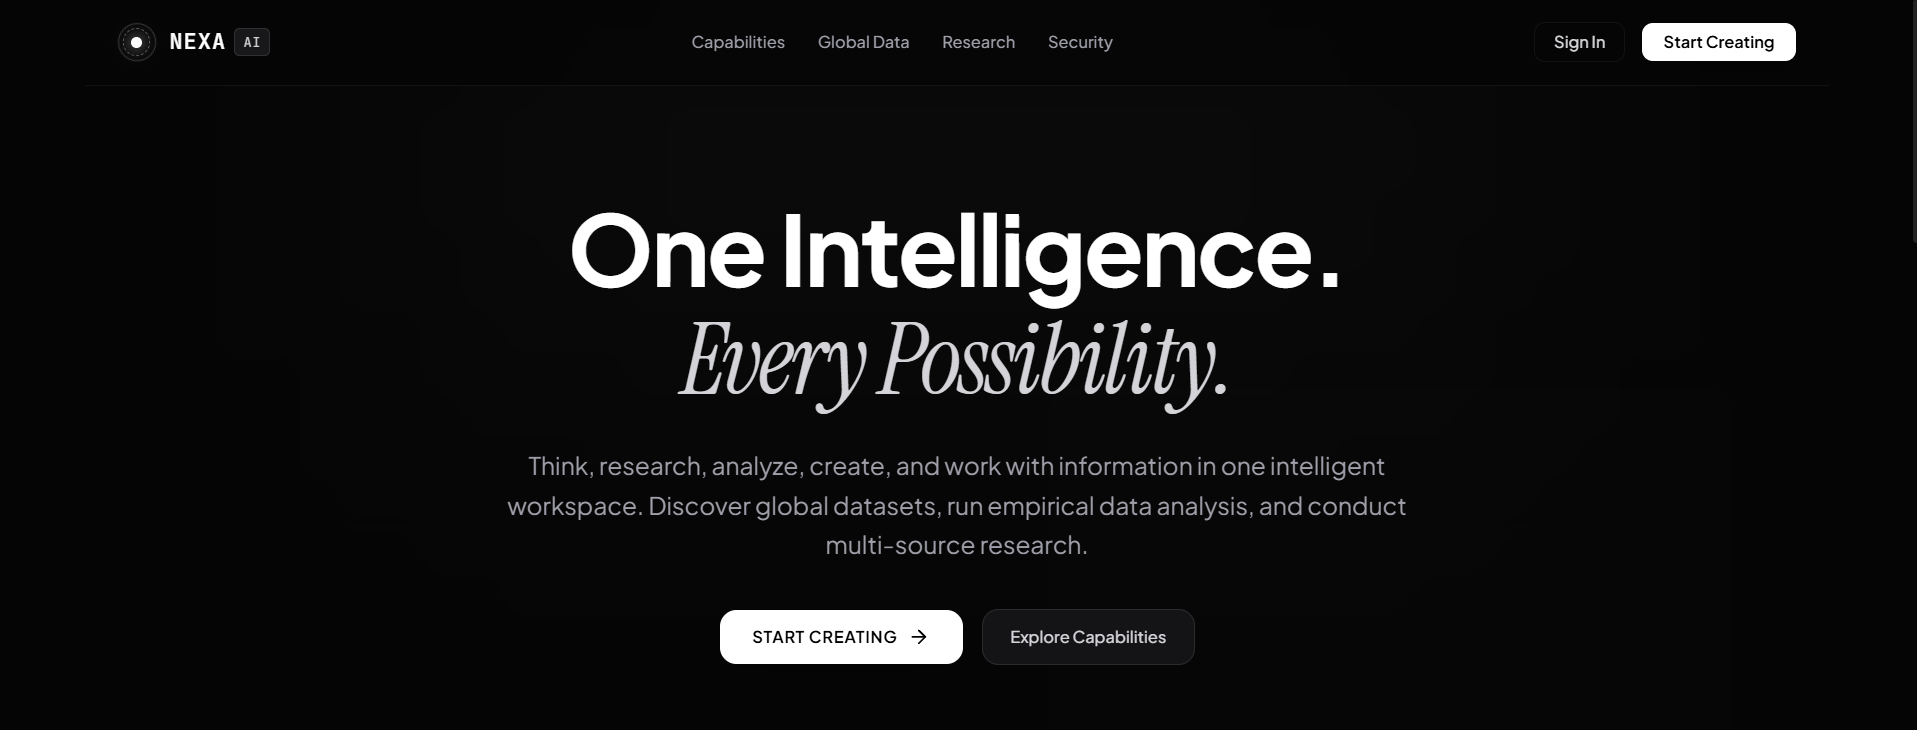 NEXA AI
Capabilities Global Data Research Security
Sign In Start Creating
One Intelligence.
Every Possibility.
Think, research, analyze, create, and work with information in one intelligent
workspace. Discover global datasets, run empirical data analysis, and conduct
multi-source research.
START CREATING → Explore Capabilities